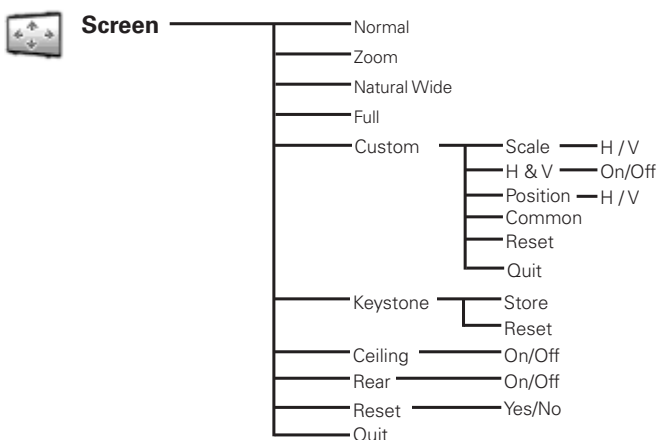 Screen Normal
Zoom
Natural Wide
Full
Custom Scale H / V
H & V On/Off
Position H / V
Common
Reset
Quit
Keystone Store
Reset
Ceiling On/Off
Rear On/Off
Reset Yes/No
Quit